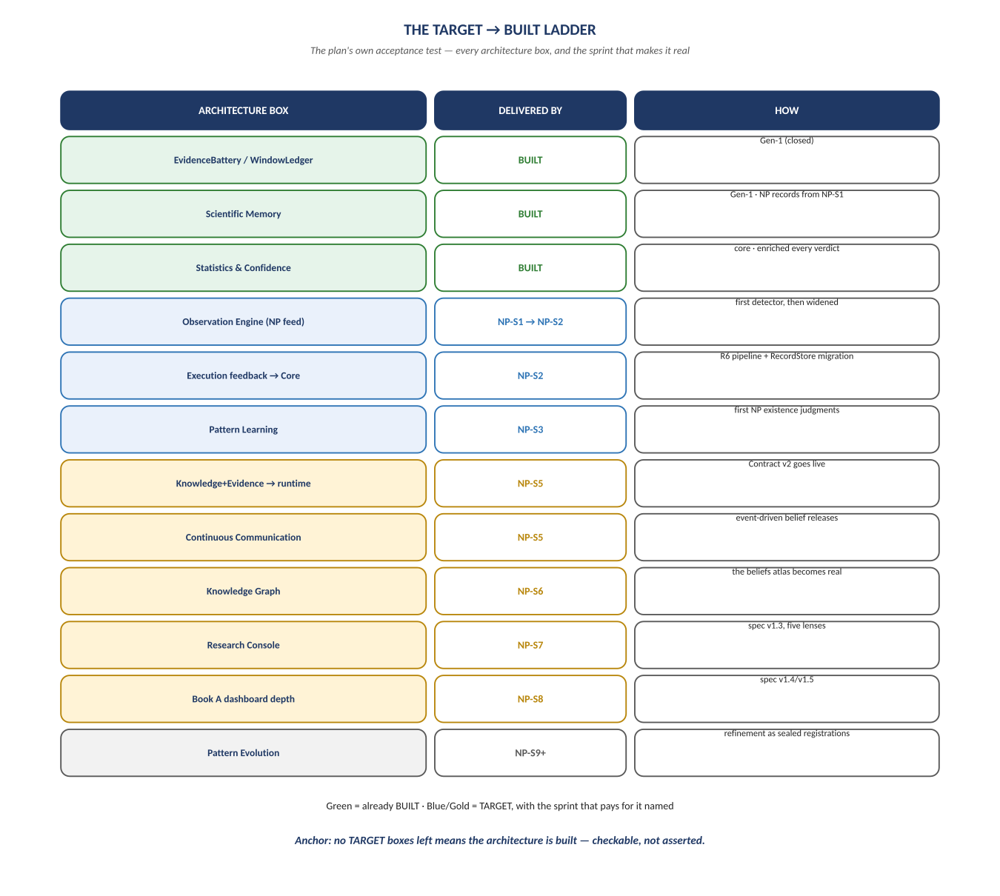 THE TARGET → BUILT LADDER
The plan's own acceptance test — every architecture box, and the sprint that makes it real
ARCHITECTURE BOX
DELIVERED BY
HOW
EvidenceBattery / WindowLedger
BUILT
Gen-1 (closed)
Scientific Memory
BUILT
Gen-1 · NP records from NP-S1
Statistics & Confidence
BUILT
core · enriched every verdict
Observation Engine (NP feed)
NP-S1 → NP-S2
first detector, then widened
Execution feedback → Core
NP-S2
R6 pipeline + RecordStore migration
Pattern Learning
NP-S3
first NP existence judgments
Knowledge+Evidence → runtime
NP-S5
Contract v2 goes live
Continuous Communication
NP-S5
event-driven belief releases
Knowledge Graph
NP-S6
the beliefs atlas becomes real
Research Console
NP-S7
spec v1.3, five lenses
Book A dashboard depth
NP-S8
spec v1.4/v1.5
Pattern Evolution
NP-S9+
refinement as sealed registrations
Green = already BUILT · Blue/Gold = TARGET, with the sprint that pays for it named
Anchor: no TARGET boxes left means the architecture is built — checkable, not asserted.